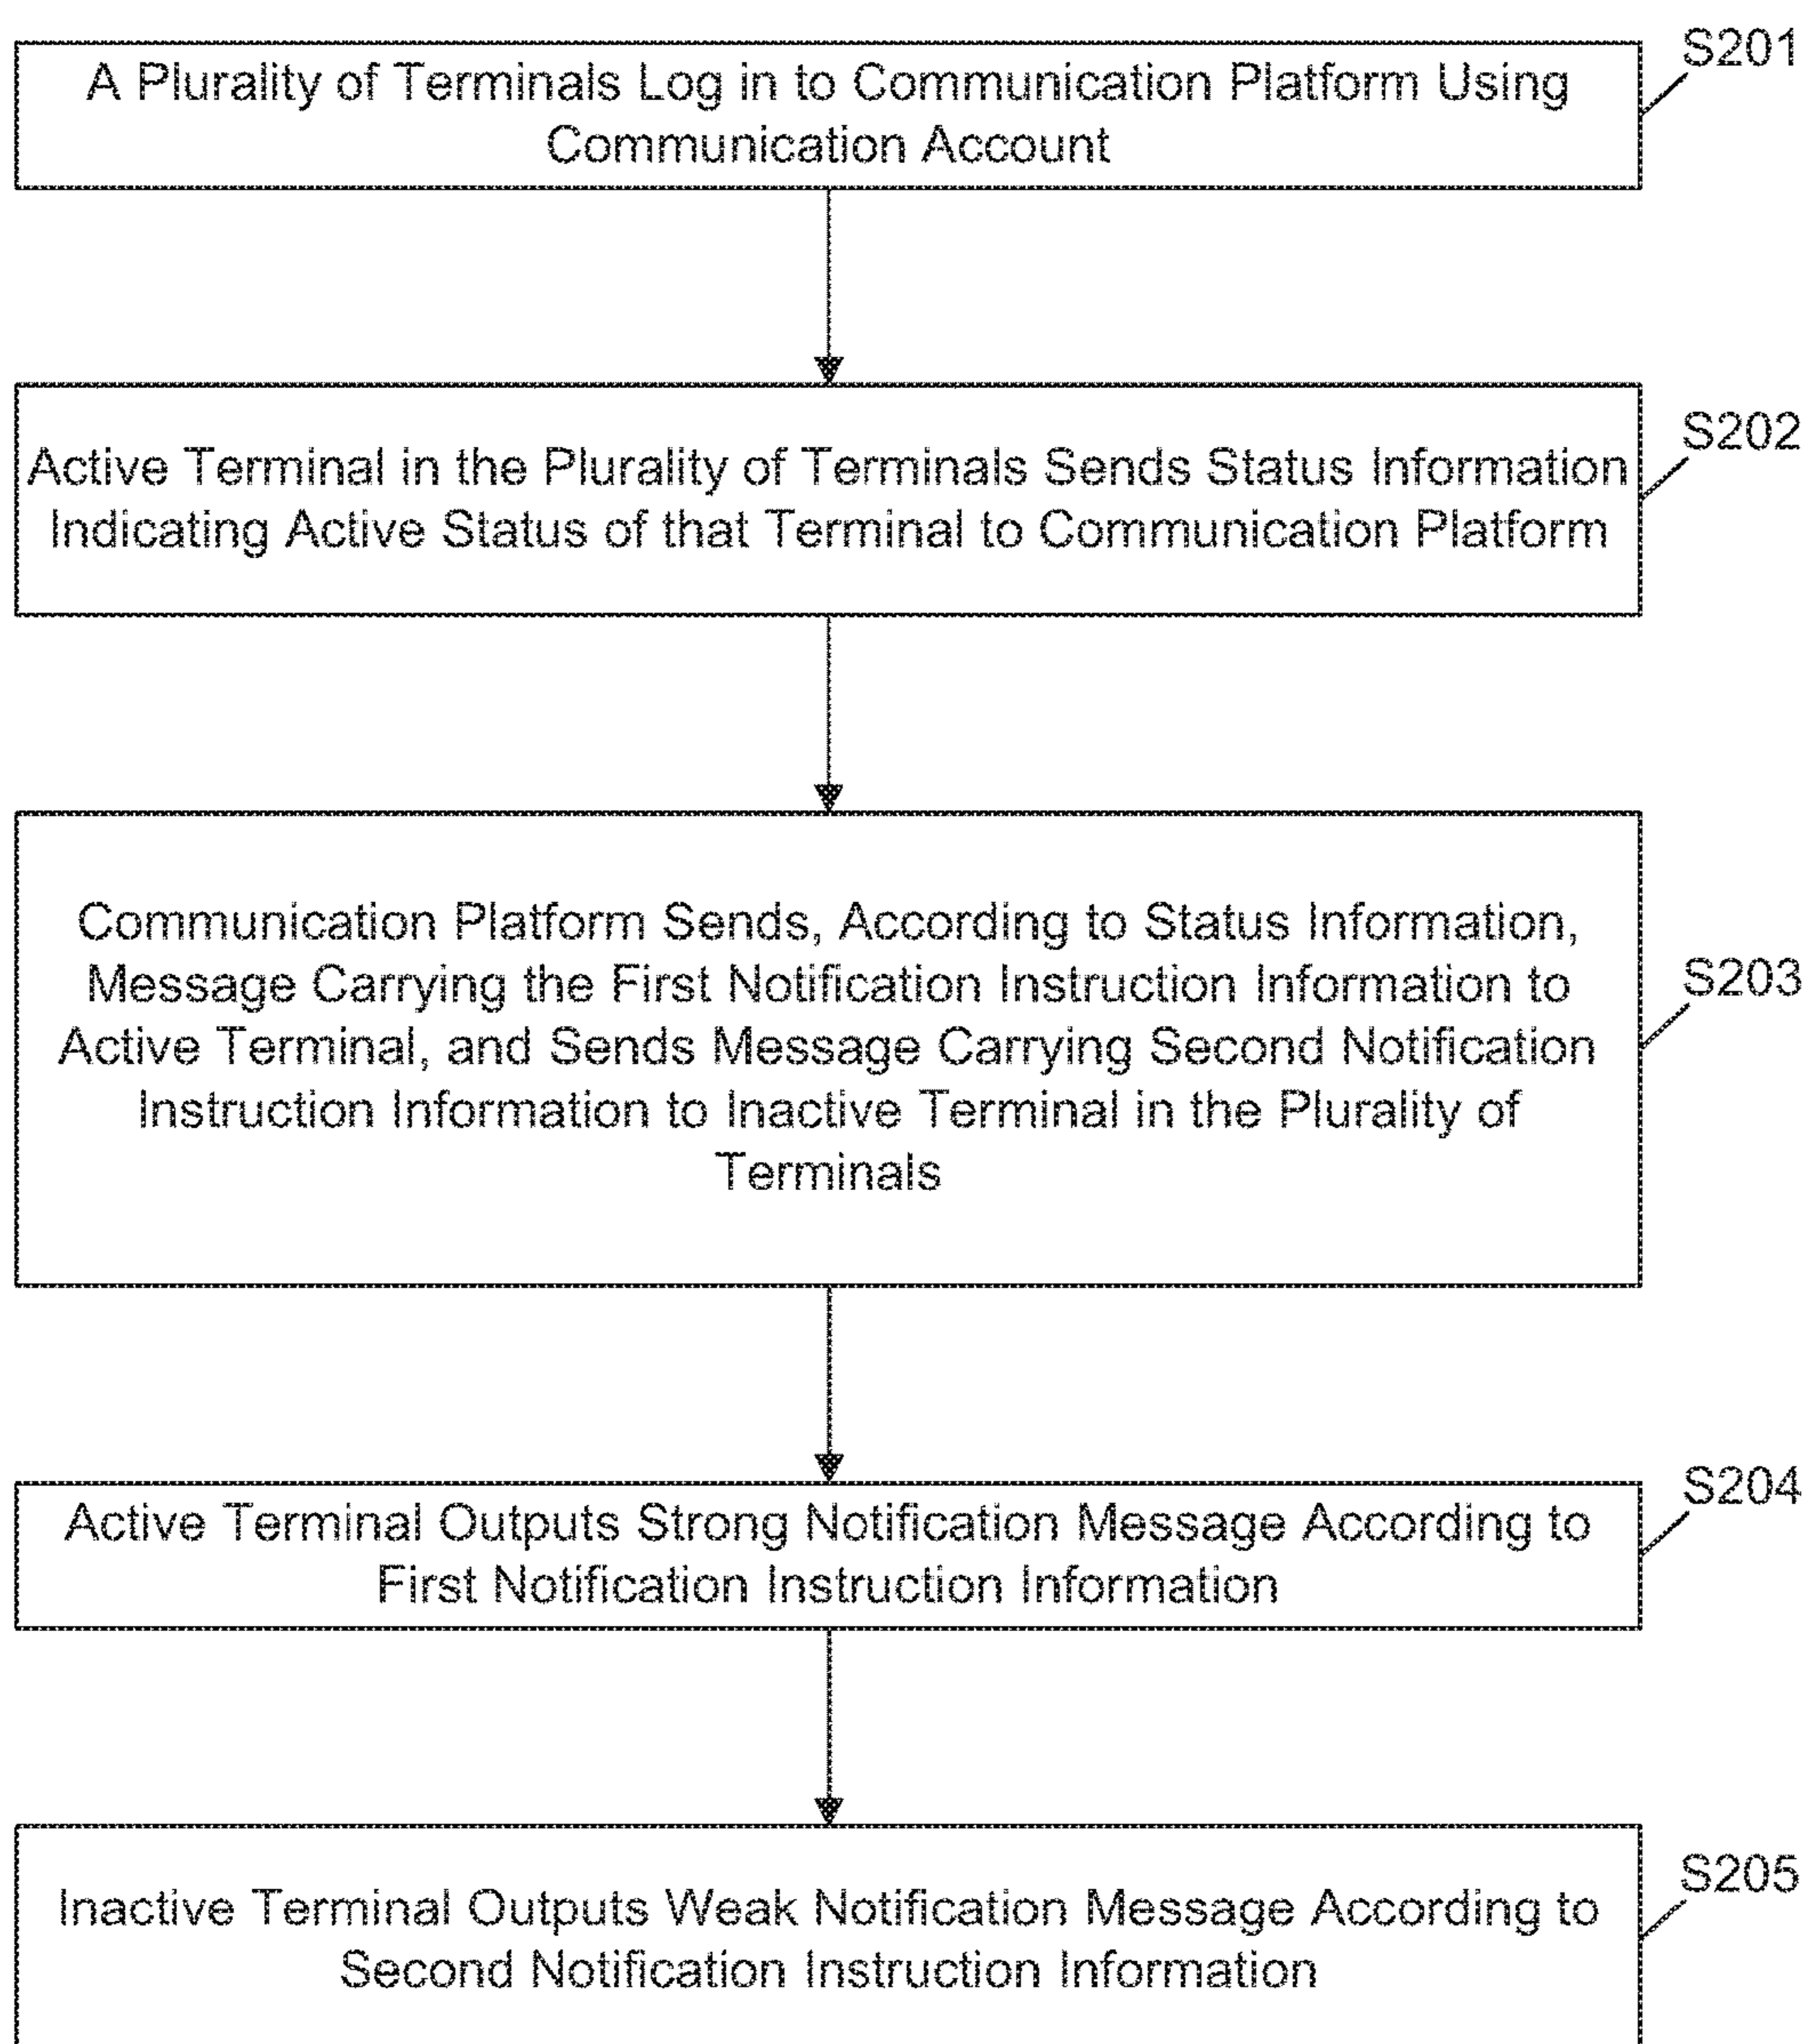 S201
A Plurality of Terminals Log in to Communication Platform Using
Communication Account
S202
Active Terminal in the Plurality of Terminals Sends Status Information
Indicating Active Status of that Terminal to Communication Platform
Communication Platform Sends, According to Status Information,
S203
Message Carrying the First Notification Instruction Information to
Active Terminal, and Sends Message Carrying Second Notification
Instruction Information to Inactive Terminal in the Plurality of
Terminals
S204
Active Terminal Outputs Strong Notification Message According to
First Notification Instruction Information
S205
Inactive Terminal Outputs Weak Notification Message According to
Second Notification Instruction Information